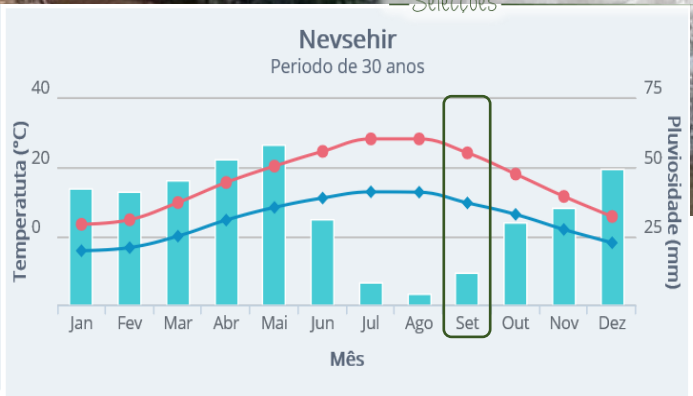 Selecções
Nevsehir
Periodo de 30 anos
40
75
20
50
0
25
Temperatuta (°C)
Pluviosidade (mm)
Jan Fev Mar Abr Mai Jun Jul Ago Set Out Nov Dez
Mês